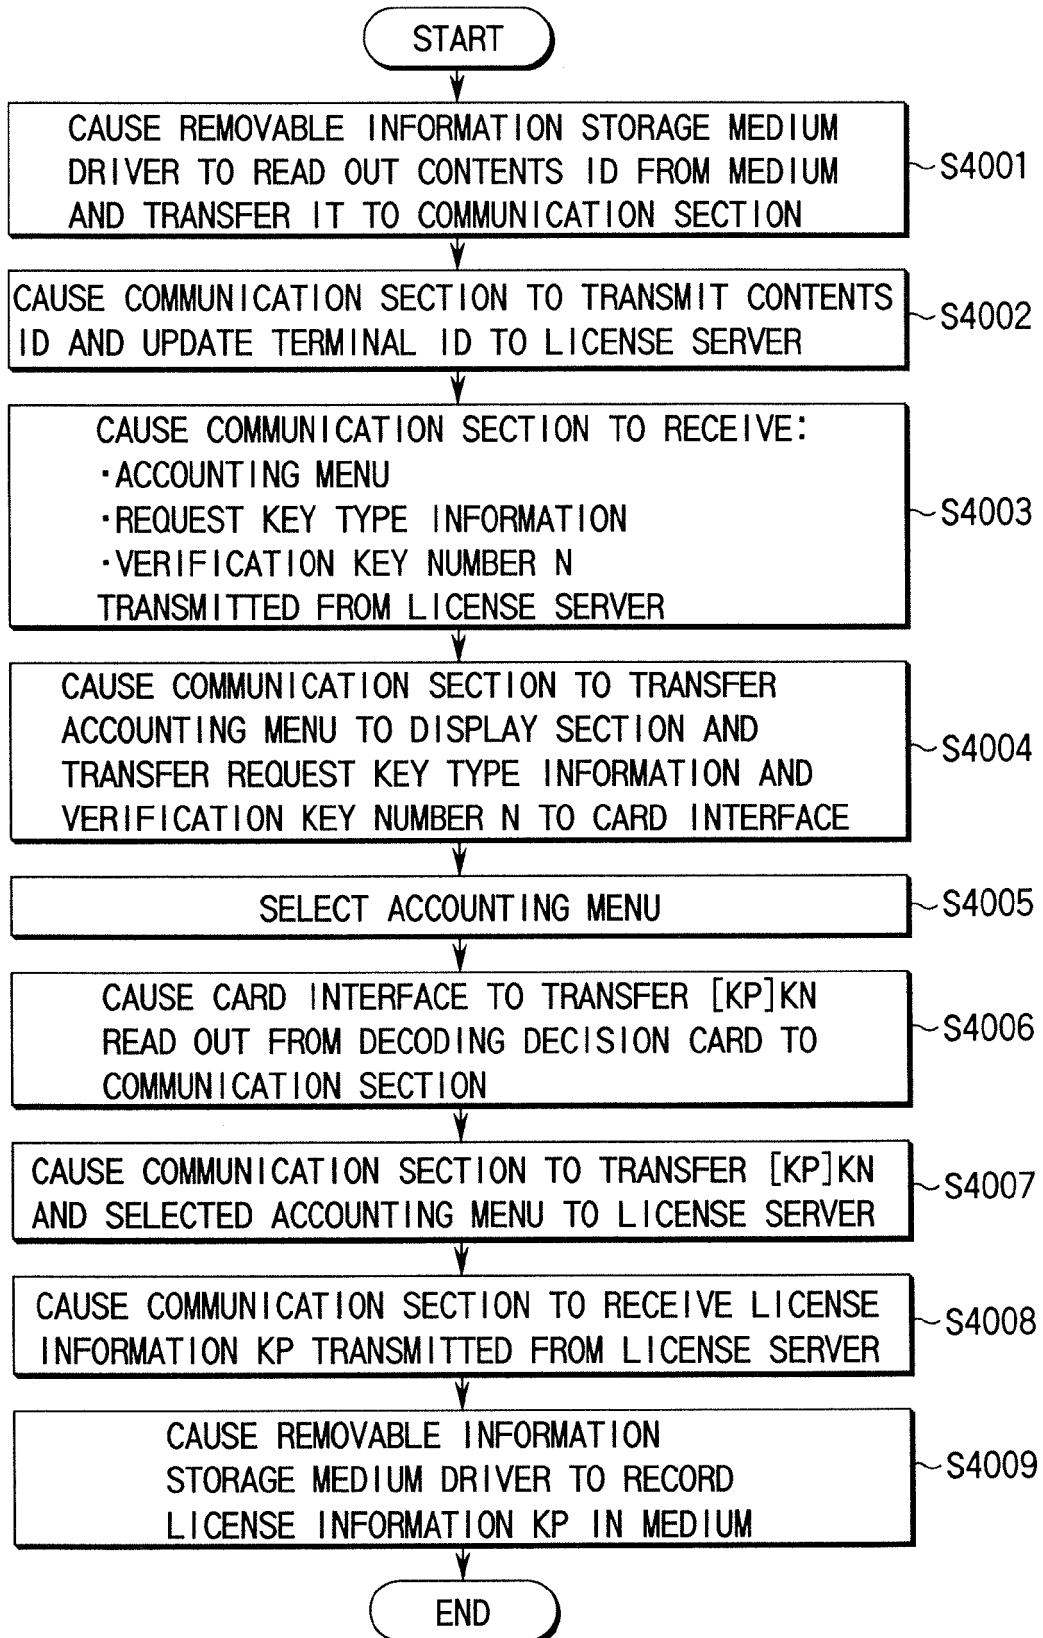 START
CAUSE REMOVABLE INFORMATION STORAGE MEDIUM
DRIVER TO READ OUT CONTENTS ID FROM MEDIUM
AND TRANSFER IT TO COMMUNICATION SECTION
S4001
CAUSE COMMUNICATION SECTION TO TRANSMIT CONTENTS
ID AND UPDATE TERMINAL ID TO LICENSE SERVER
S4002
CAUSE COMMUNICATION SECTION TO RECEIVE:
·ACCOUNTING MENU
·REQUEST KEY TYPE INFORMATION
·VERIFICATION KEY NUMBER N
TRANSMITTED FROM LICENSE SERVER
S4003
CAUSE COMMUNICATION SECTION TO TRANSFER
ACCOUNTING MENU TO DISPLAY SECTION AND
TRANSFER REQUEST KEY TYPE INFORMATION AND
VERIFICATION KEY NUMBER N TO CARD INTERFACE
S4004
SELECT ACCOUNTING MENU
S4005
CAUSE CARD INTERFACE TO TRANSFER [KP]KN
READ OUT FROM DECODING DECISION CARD TO
COMMUNICATION SECTION
S4006
CAUSE COMMUNICATION SECTION TO TRANSFER [KP]KN
AND SELECTED ACCOUNTING MENU TO LICENSE SERVER
S4007
CAUSE COMMUNICATION SECTION TO RECEIVE LICENSE
INFORMATION KP TRANSMITTED FROM LICENSE SERVER
S4008
CAUSE REMOVABLE INFORMATION
STORAGE MEDIUM DRIVER TO RECORD
LICENSE INFORMATION KP IN MEDIUM
S4009
END